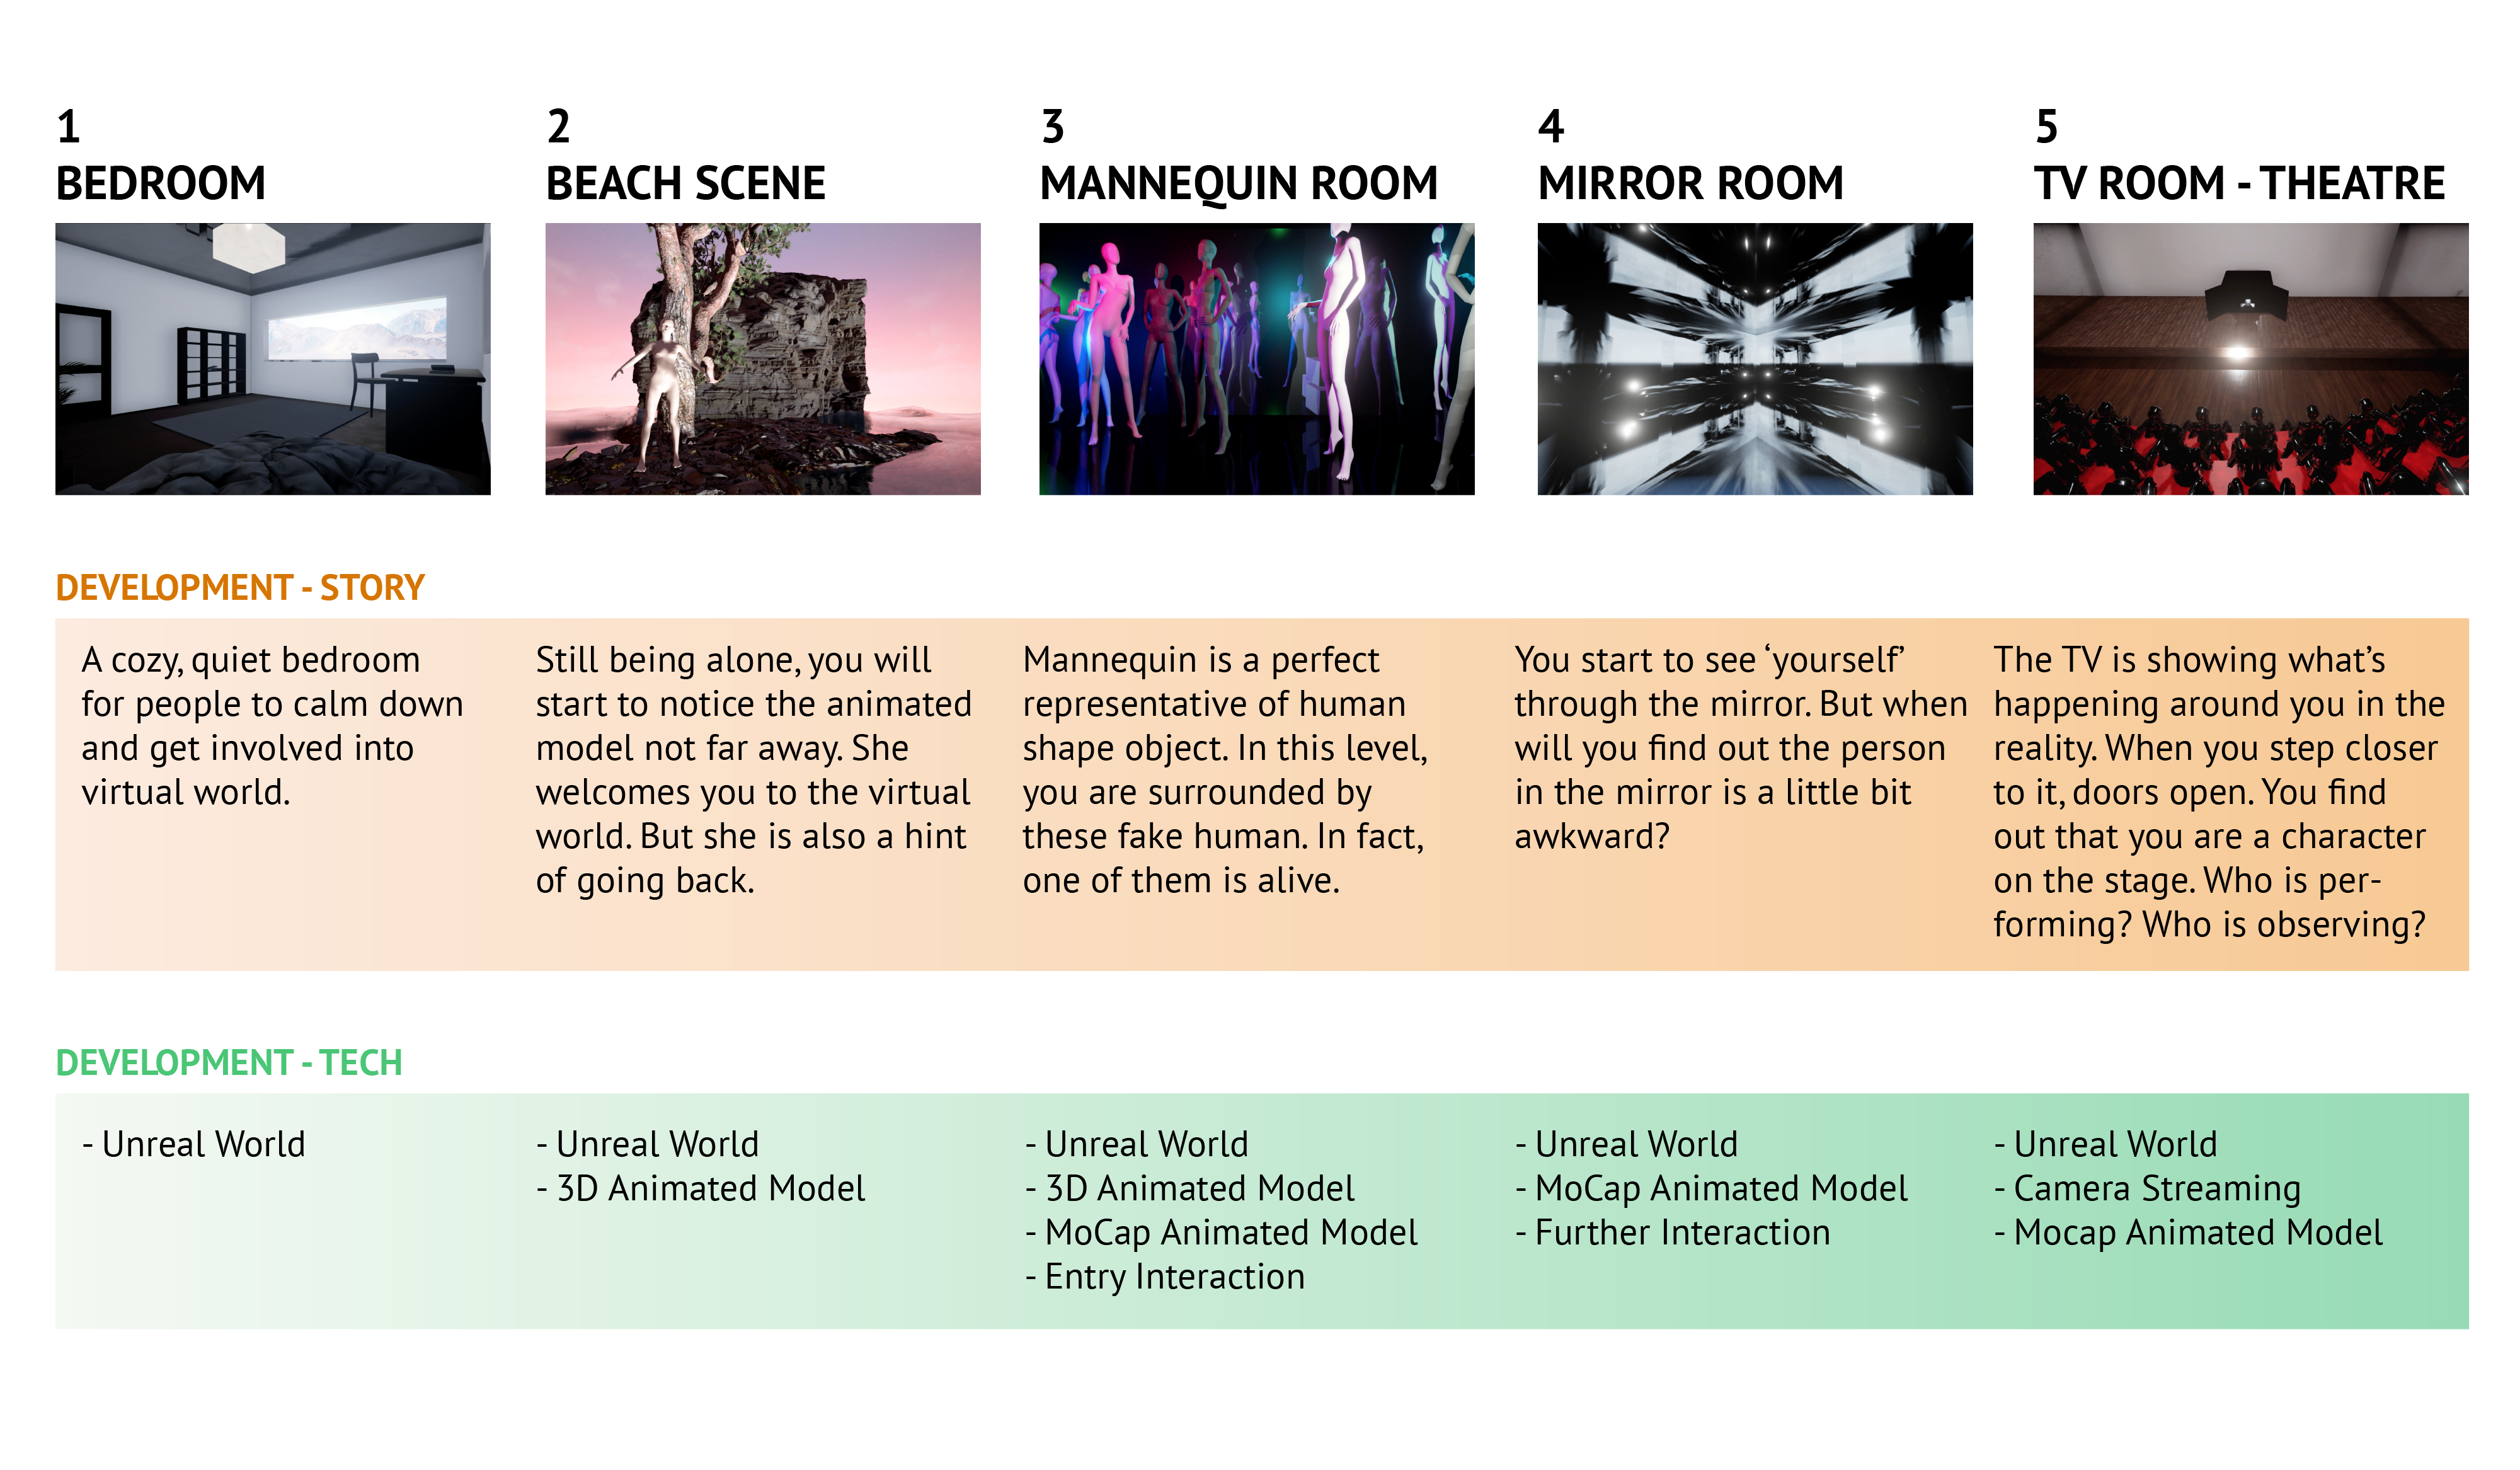 1
BEDROOM
2
BEACH SCENE
3
MANNEQUIN ROOM
4
MIRROR ROOM
5
TV ROOM - THEATRE
DEVELOPMENT - STORY
A cozy, quiet bedroom
for people to calm down
and get involved into
virtual world.
Still being alone, you will
start to notice the animated
model not far away. She
welcomes you to the virtual
world. But she is also a hint
of going back.
Mannequin is a perfect
representative of human
shape object. In this level,
you are surrounded by
these fake human. In fact,
one of them is alive.
You start to see ‘yourself’
through the mirror. But when
will you find out the person
in the mirror is a little bit
awkward?
The TV is showing what’s
happening around you in the
reality. When you step closer
to it, doors open. You find
out that you are a character
on the stage. Who is per-
forming? Who is observing?
DEVELOPMENT - TECH
- Unreal World
- Unreal World
- 3D Animated Model
- Unreal World
- 3D Animated Model
- MoCap Animated Model
- Entry Interaction
- Unreal World
- MoCap Animated Model
- Further Interaction
- Unreal World
- Camera Streaming
- Mocap Animated Model